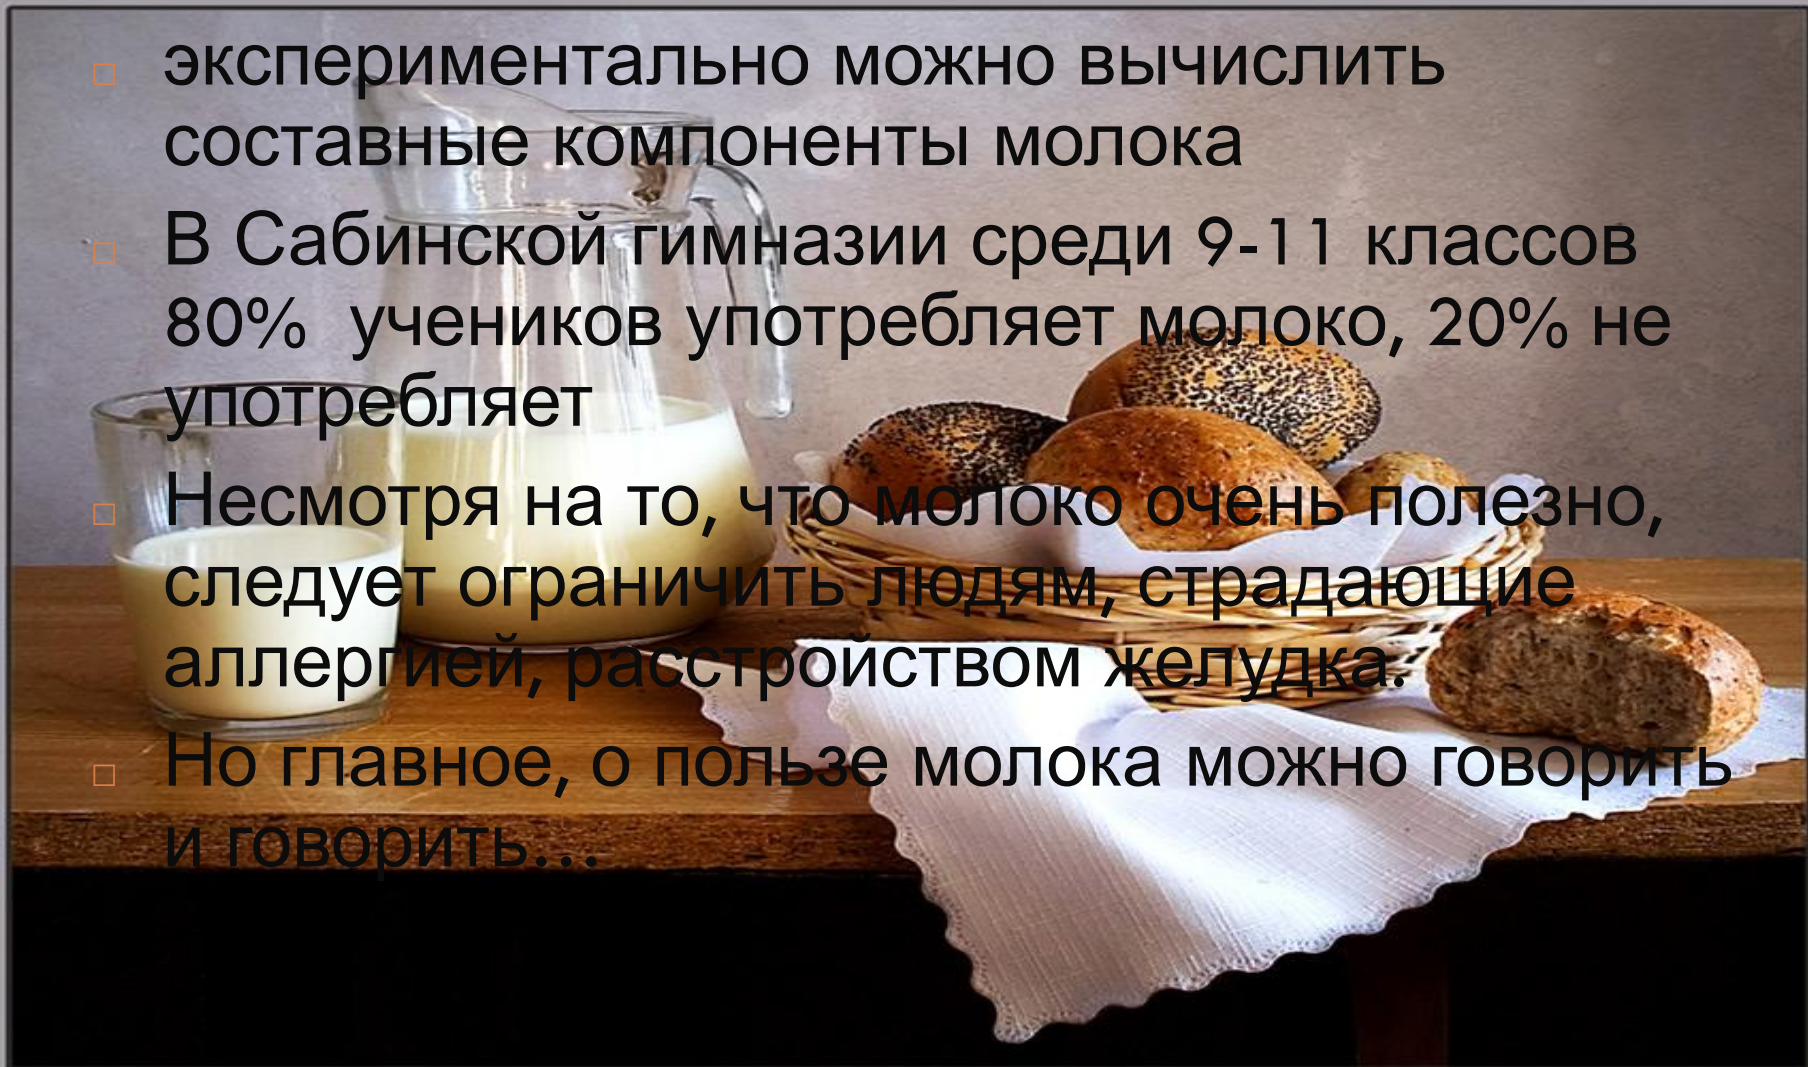 экспериментально можно вычислить
составные компоненты молока
В Сабинской гимназии среди 9-11 классов
80% учеников употребляет молоко, 20% не
употребляет
Несмотря на то, что молоко очень полезно,
следует ограничить людям, страдающие
аллергией, расстройством желудка.
Но главное, о пользе молока можно говорить
и говорить...